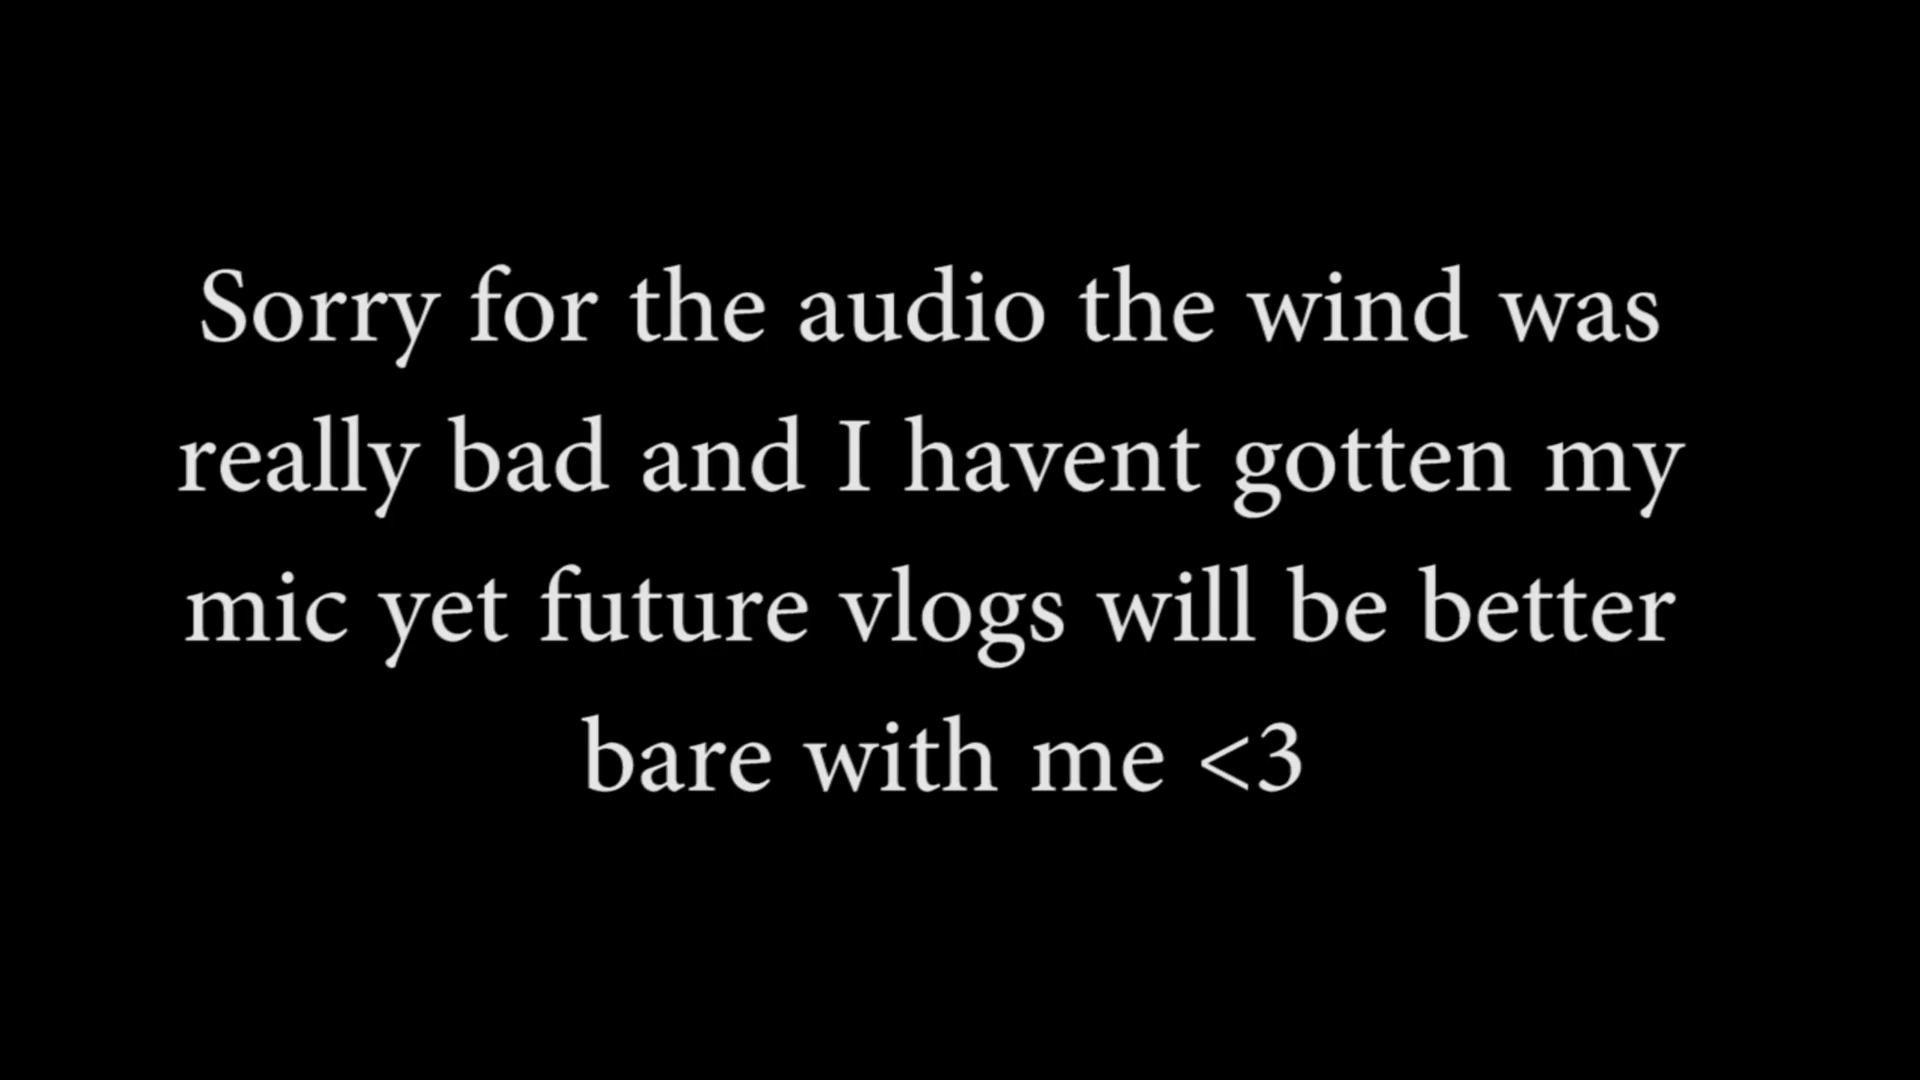 Sorry for the audio the wind was
really bad and I havent gotten my
mic yet future vlogs will be better
bare with me <3